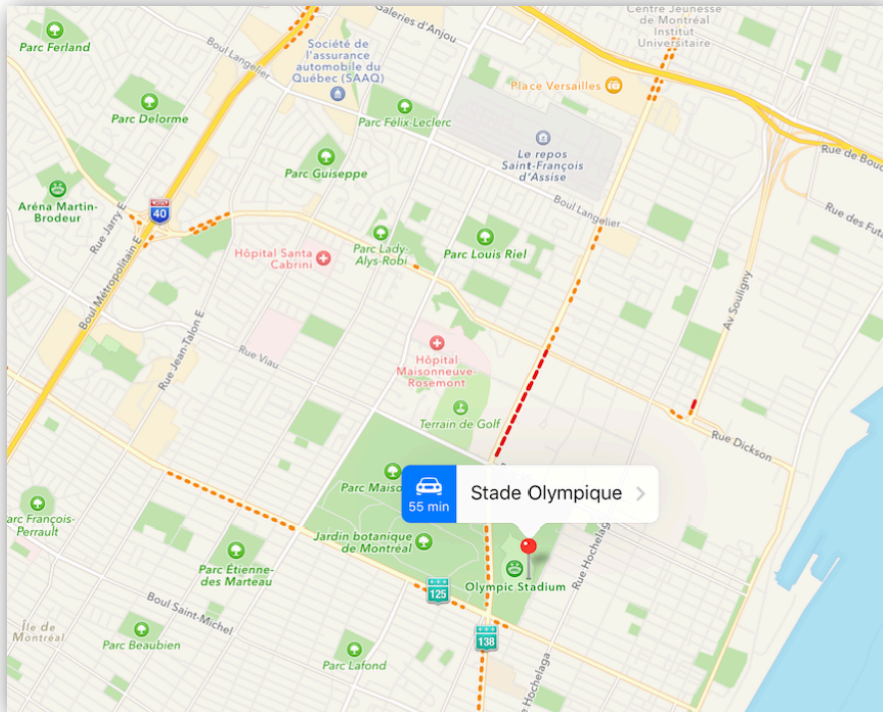 Parc Ferland
Galeries d'Anjou
Centre Jeunesse
de Montréal
Institut
Universitaire
Boul Langelier
Société de
l'assurance
automobile du
Québec (SAAQ)
Place Versailles
Parc Delorme
Parc Félix-Leclerc
Le repos
Saint-François
d'Assise
Rue de Bouc
Parc Guiseppe
Aréna Martin-
Brodeur
40
Rue Jarry E
Boul Langelier
Rue des Futa
Hôpital Santa
Cabrini
Parc Lady-
Alys-Robi
Parc Louis Riel
Boul Métropolitain E
Av Souligny
Rue Jean-Talon E
Rue Viau
Hôpital
Maisonneuve-
Rosemont
Terrain de Golf
Rue Dickson
Parc Maiso
55 min
Stade Olympique
arc François-
Perrault
Jardin botanique
de Montréal
Rue Hochelaga
Parc Étienne-
des Marteau
Olympic Stadium
125
Boul Saint-Michel
Île de
Montréal
138
Parc Beaubien
Parc Lafond
Rue Hochelaga